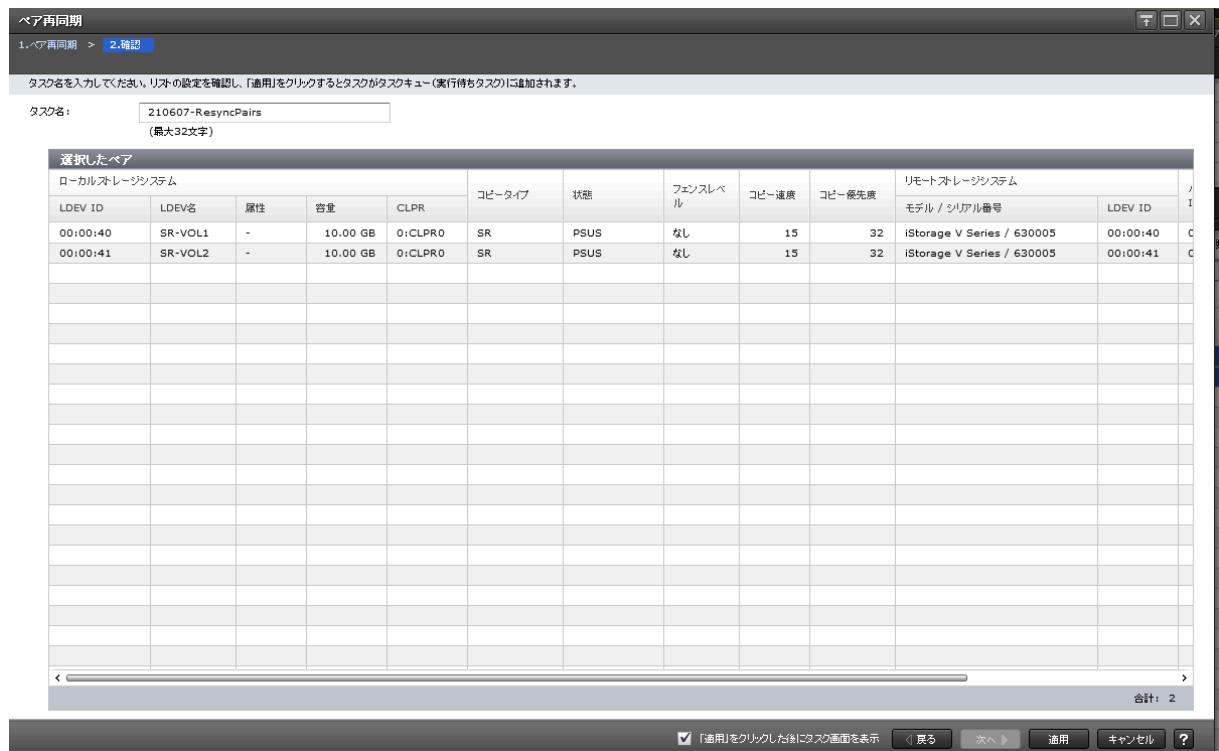 ペア再同期
1.ペア再同期 > 2.確認
タスク名を入力してください。リストの設定を確認し、「適用」をクリックするとタスクがタスクキュー(実行待ちタスク)に追加されます。
タスク名: 210607-ResyncPairs
(最大32文字)
選択したペア
ローカルストレージシステム コピータイプ 状態 フェンスレベル コピー速度 コピー優先度 リモートストレージシステム
LDEV ID LDEV名 属性 容量 CLPR モデル / シリアル番号 LDEV ID
00:00:40 SR-VOL1 - 10.00 GB 0:CLPR0 SR PSUS なし 15 32 iStorage V Series / 630005 00:00:40
00:00:41 SR-VOL2 - 10.00 GB 0:CLPR0 SR PSUS なし 15 32 iStorage V Series / 630005 00:00:41
合計: 2
「適用」をクリックした後にタスク画面を表示 戻る 次へ 適用 キャンセル ?